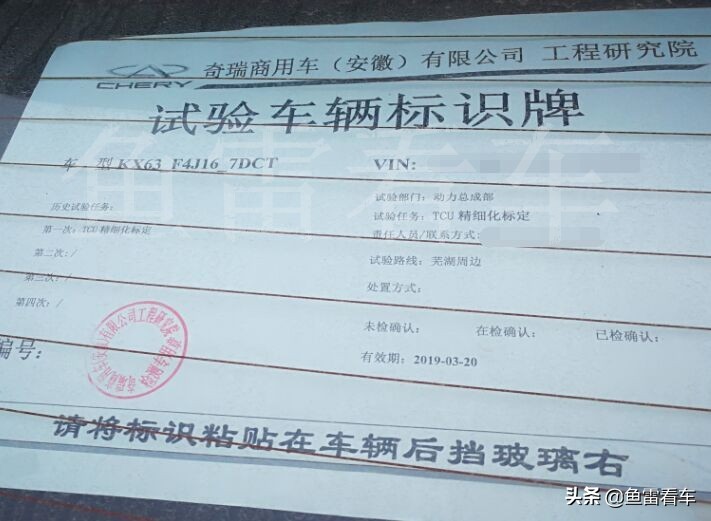 CHERY 奇瑞商用车（安徽）有限公司 工程研究院
试验车辆标识牌
车 型 KX63_F4J16_7DCT VIN:
试验部门：动力总成部
历史试验任务： 试验任务：TCU 精细化标定
第一次：TCU 精细化标定 责任人员/联系方式:
第二次：/ 试验路线：芜湖周边
第三次：/ 处置方式:
第四次：/
未检确认: 在检确认: 已检确认:
编号: 有效期：2019-03-20
请将标识粘贴在车辆后挡玻璃右
鱼雷看车
头条 @鱼雷看车